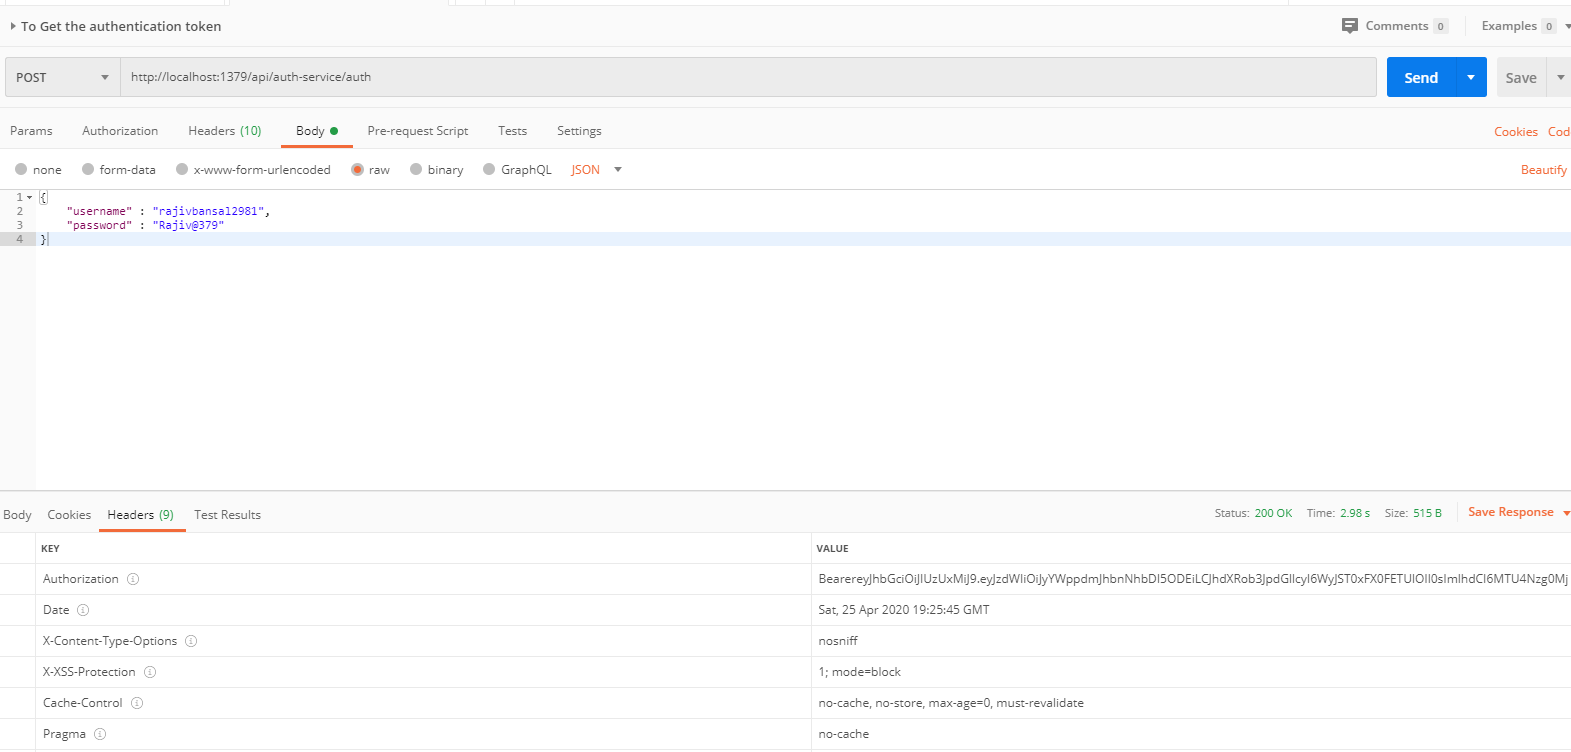 To Get the authentication token Comments 0 Examples 0
POST http://localhost:1379/api/auth-service/auth Send Save
Params Authorization Headers (10) Body Pre-request Script Tests Settings Cookies Cod
none form-data x-www-form-urlencoded raw binary GraphQL JSON Beautify
1 {
2 "username" : "rajivbansal2981",
3 "password" : "Rajiv@379"
4 }
Body Cookies Headers (9) Test Results Status: 200 OK Time: 2.98 s Size: 515 B Save Response
KEY VALUE
Authorization
Date Sat, 25 Apr 2020 19:25:45 GMT
X-Content-Type-Options nosniff
X-XSS-Protection 1; mode=block
Cache-Control no-cache, no-store, max-age=0, must-revalidate
Pragma no-cache